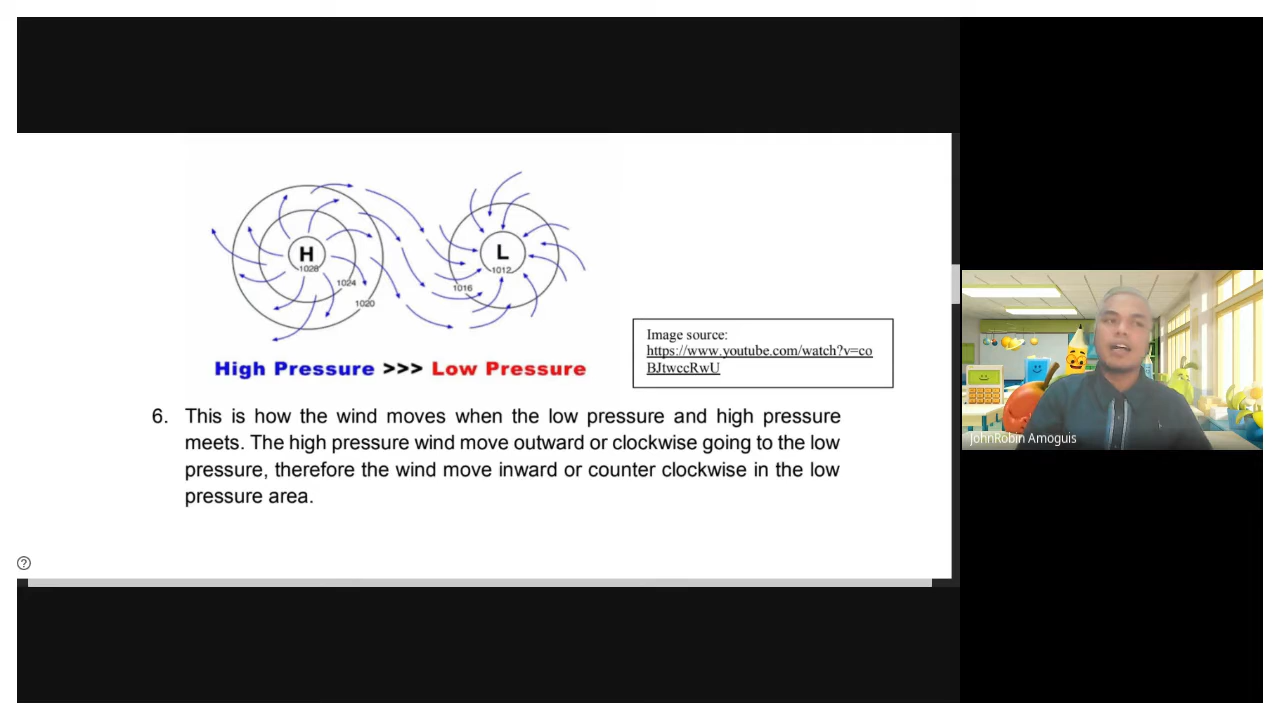 H
1028
1024
1020
L
1012
1016
High Pressure >>> Low Pressure
Image source:
https://www.youtube.com/watch?v=co
BJtwccRwU
6. This is how the wind moves when the low pressure and high pressure
meets. The high pressure wind move outward or clockwise going to the low
pressure, therefore the wind move inward or counter clockwise in the low
pressure area.
?
JohnRobin Amoguis